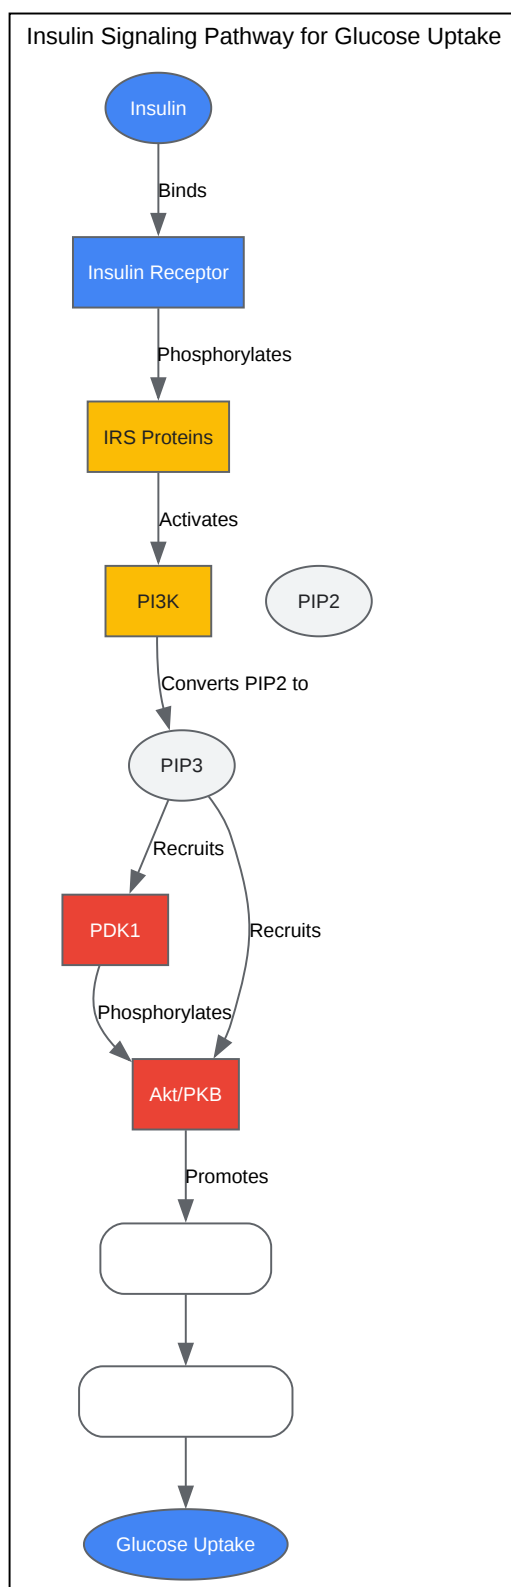 Insulin Signaling Pathway for Glucose Uptake
Insulin
Binds
Insulin Receptor
Phosphorylates
IRS Proteins
Activates
PI3K
PIP2
Converts PIP2 to
PIP3
Recruits
PDK1
Recruits
Phosphorylates
Akt/PKB
Promotes
Glucose Uptake